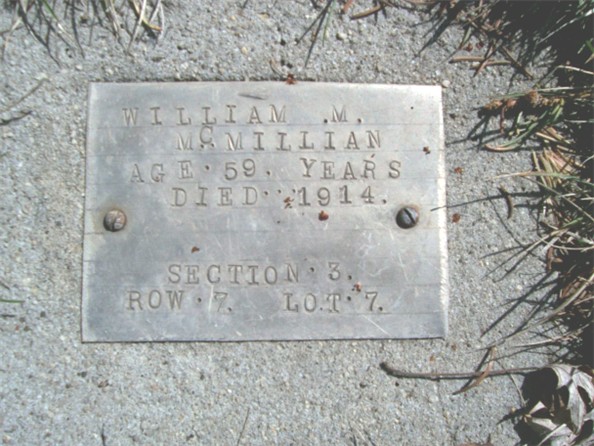 WILLIAM M.
McMILLIAN
AGE 59. YEARS
DIED 1914.
SECTION 3.
ROW 7. LOT 7.